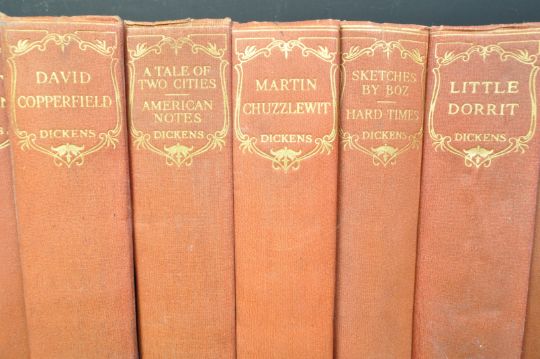 DAVID
COPPERFIELD
DICKENS
A TALE OF
TWO CITIES
AMERICAN
NOTES
DICKENS
MARTIN
CHUZZLEWIT
DICKENS
SKETCHES
BY BOZ
HARD TIMES
DICKENS
LITTLE
DORRIT
DICKENS